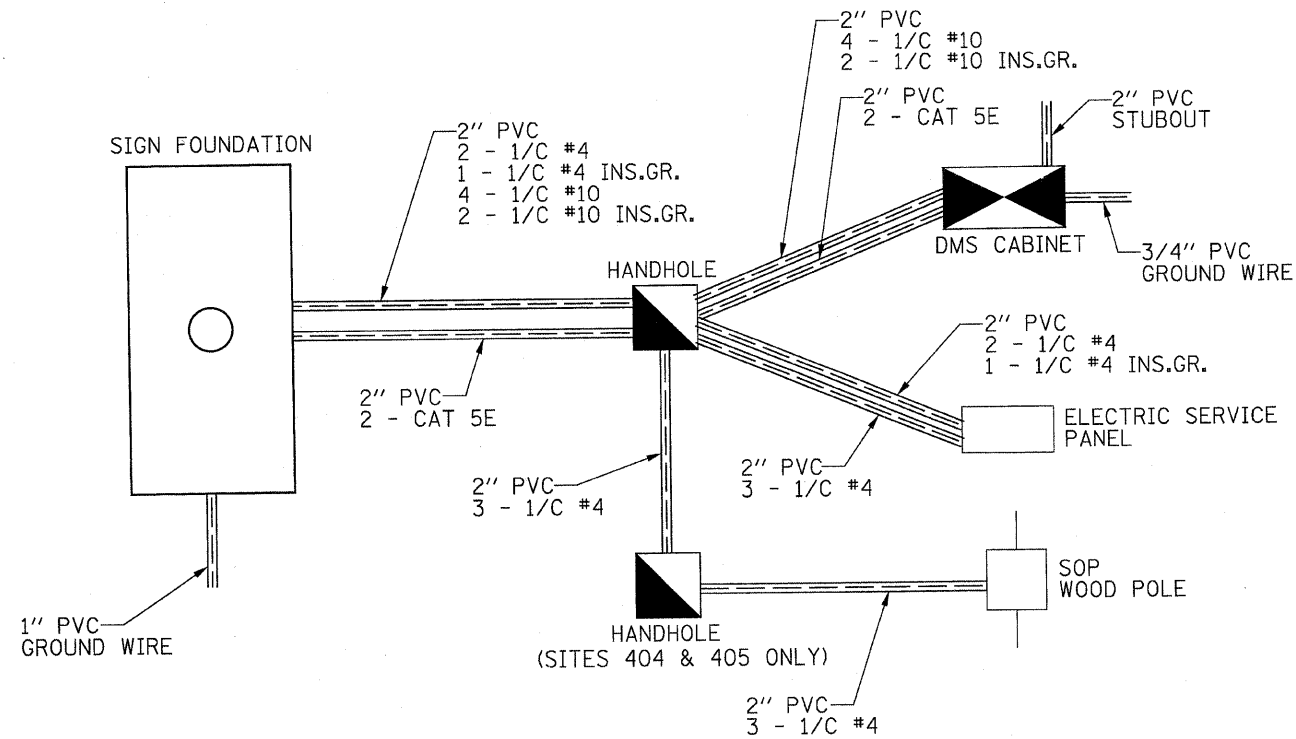 2" PVC
4 - 1/C #10
2 - 1/C #10 INS.GR.
2" PVC
2 - CAT 5E
2" PVC
STUBOUT
SIGN FOUNDATION
2" PVC
2 - 1/C #4
1 - 1/C #4 INS.GR.
4 - 1/C #10
2 - 1/C #10 INS.GR.
DMS CABINET
3/4" PVC
GROUND WIRE
HANDHOLE
2" PVC
2 - CAT 5E
2" PVC
2 - 1/C #4
1 - 1/C #4 INS.GR.
ELECTRIC SERVICE
PANEL
2" PVC
3 - 1/C #4
2" PVC
3 - 1/C #4
SOP
WOOD POLE
1" PVC
GROUND WIRE
HANDHOLE
(SITES 404 & 405 ONLY)
2" PVC
3 - 1/C #4